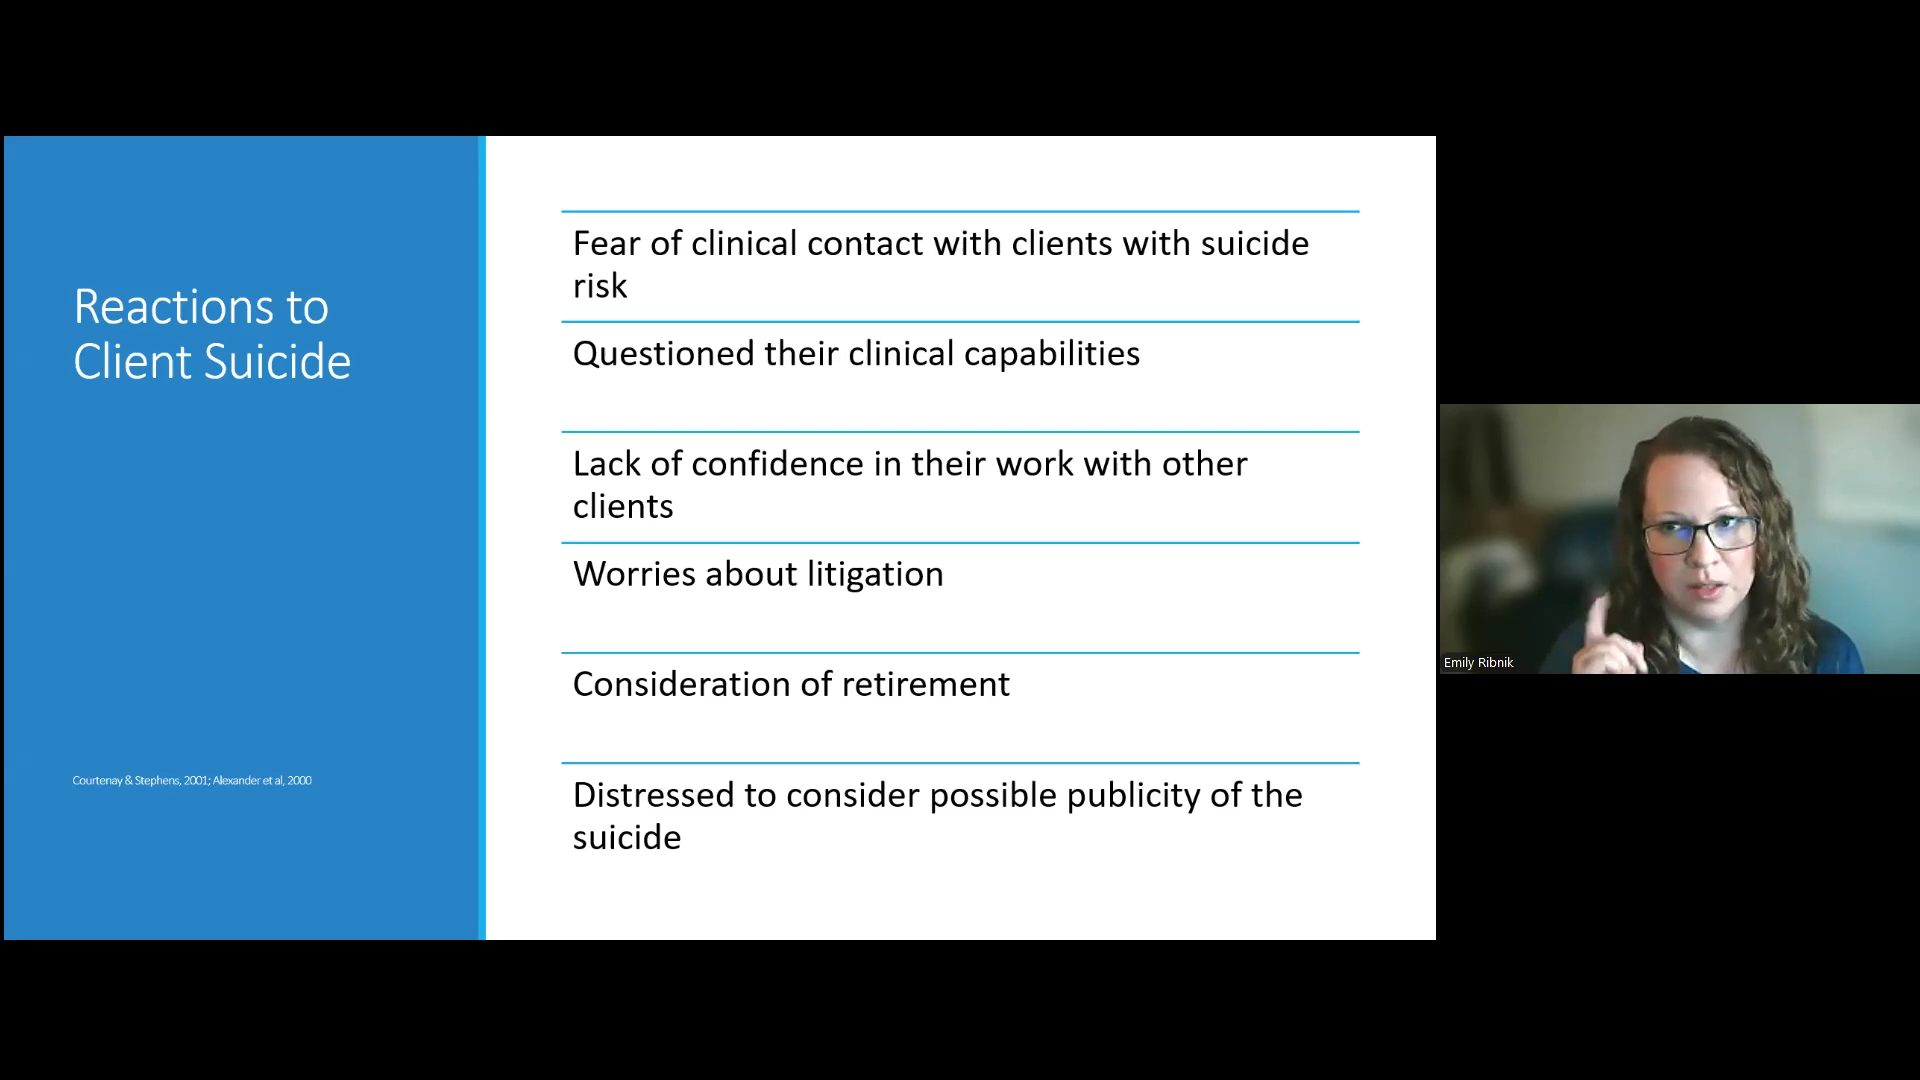 Reactions to
Client Suicide
Courtenay & Stephens, 2001; Alexander et al, 2000
Fear of clinical contact with clients with suicide
risk
Questioned their clinical capabilities
Lack of confidence in their work with other
clients
Worries about litigation
Consideration of retirement
Distressed to consider possible publicity of the
suicide
Emily Ribnik